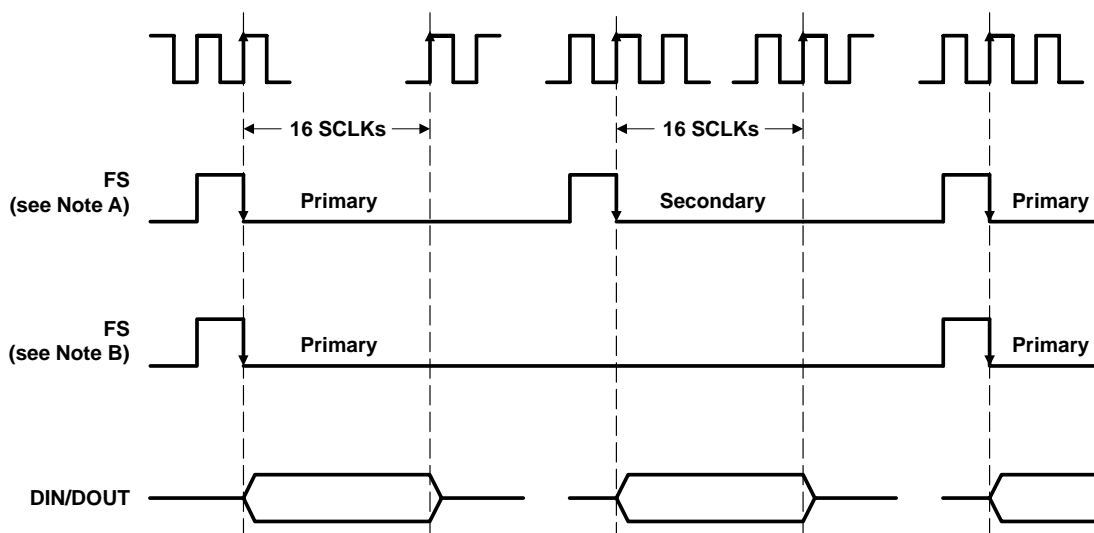 16 SCLKs
16 SCLKs
FS
(see Note A)
Primary
Secondary
Primary
FS
(see Note B)
Primary
Primary
DIN/DOUT